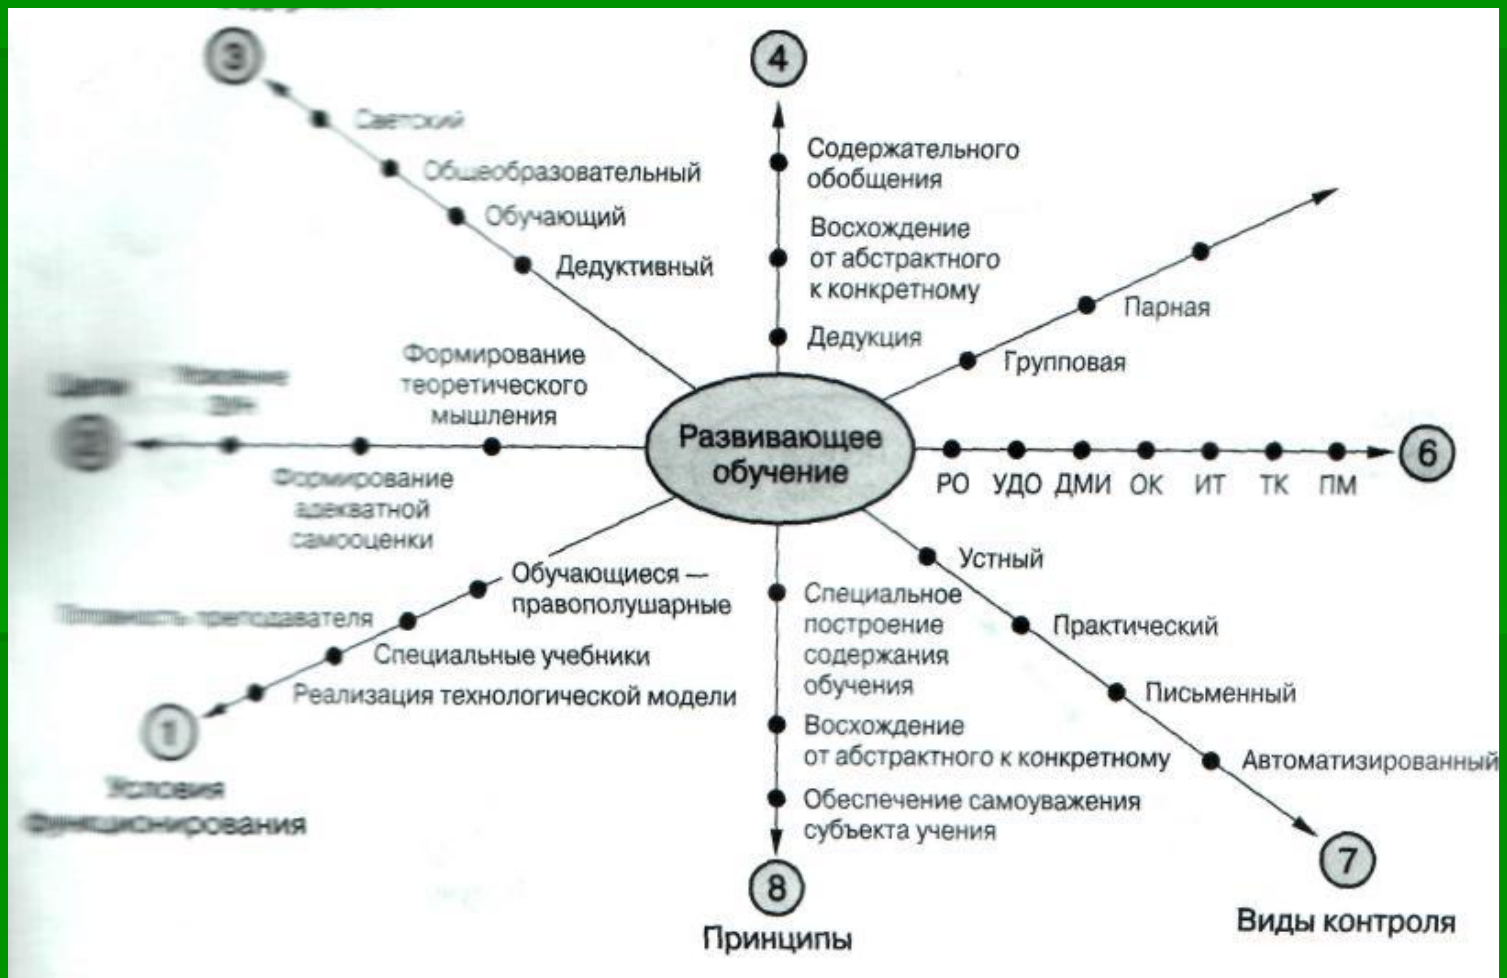 3
Светский
Общеобразовательный
Обучающий
Дедуктивный
4
Содержательного
обобщения
Восхождение
от абстрактного
к конкретному
Дедукция
Парная
Групповая
Формирование
теоретического
мышления
Цели
2
Формирование
адекватной
самооценки
Развивающее
обучение
6
РО УДО ДМИ ОК ИТ ТК ПМ
Обучающиеся —
правополушарные
преподавателя
Специальные учебники
Реализация технологической модели
1
Условия
функционирования
Специальное
построение
содержания
обучения
Восхождение
от абстрактного к конкретному
Обеспечение самоуважения
субъекта учения
8
Принципы
Устный
Практический
Письменный
Автоматизированный
7
Виды контроля